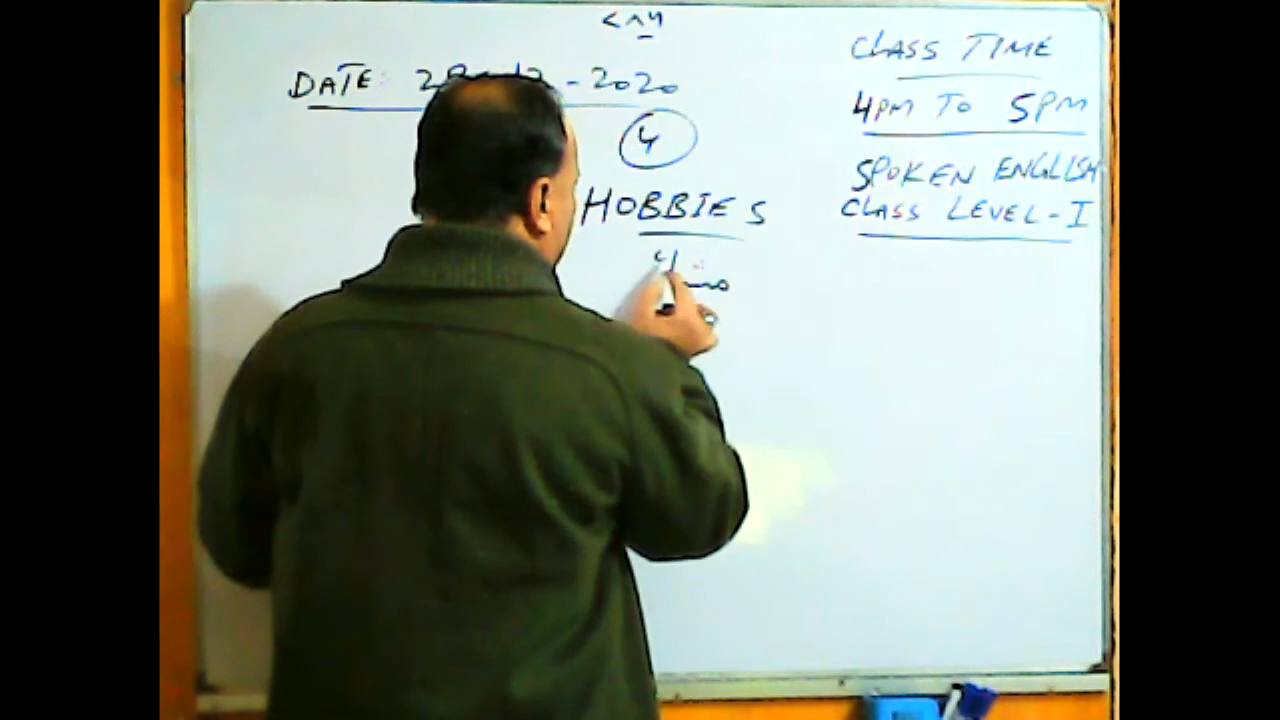 DATE: 28-12-2020
4
HOBBIES
CLASS TIME
4PM TO 5PM
SPOKEN ENGLISH
CLASS LEVEL-I